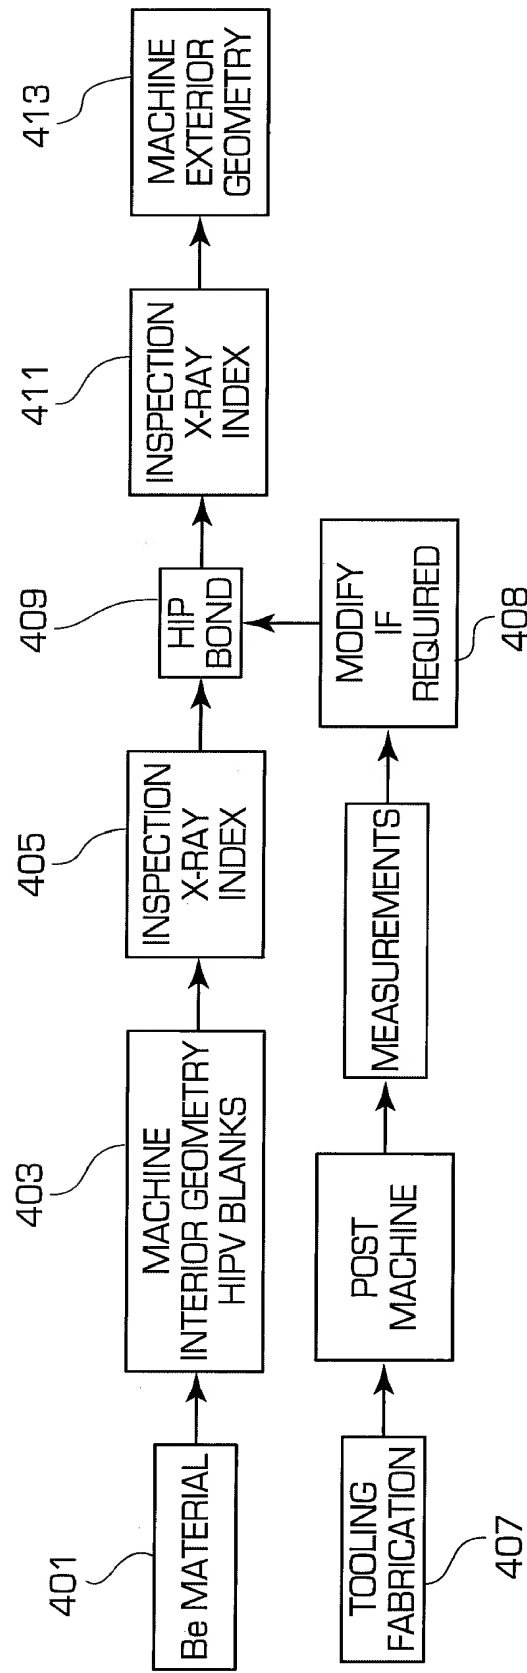 401
Be MATERIAL
403
MACHINE
INTERIOR GEOMETRY
HIPV BLANKS
405
INSPECTION
X-RAY
INDEX
409
HIP
BOND
411
INSPECTION
X-RAY
INDEX
413
MACHINE
EXTERIOR
GEOMETRY
TOOLING
FABRICATION
407
POST
MACHINE
MEASUREMENTS
MODIFY
IF
REQUIRED
408